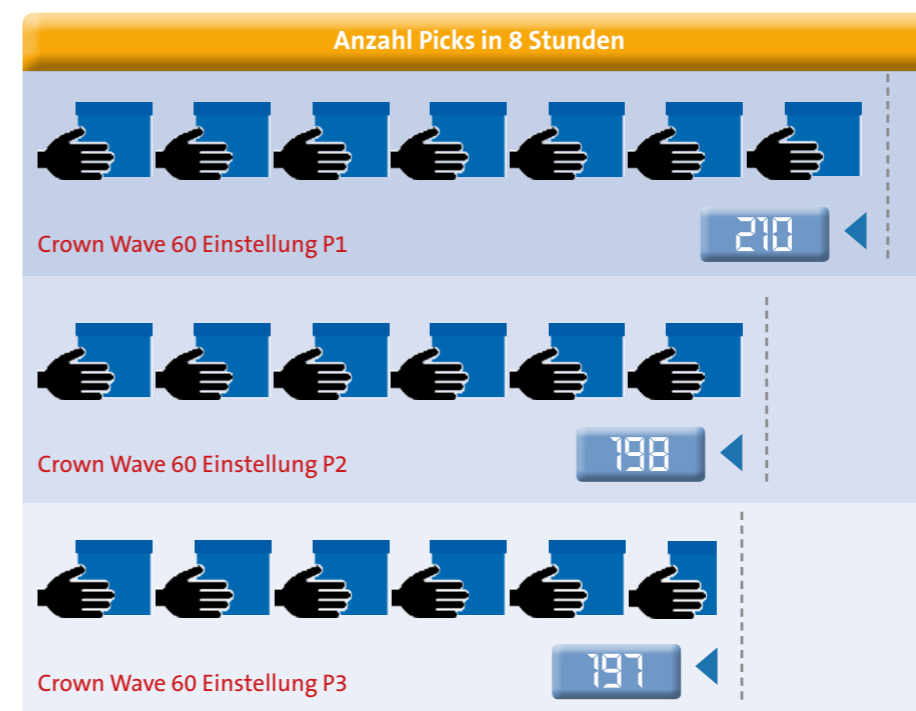 Anzahl Picks in 8 Stunden
210
Crown Wave 60 Einstellung P1
198
Crown Wave 60 Einstellung P2
197
Crown Wave 60 Einstellung P3